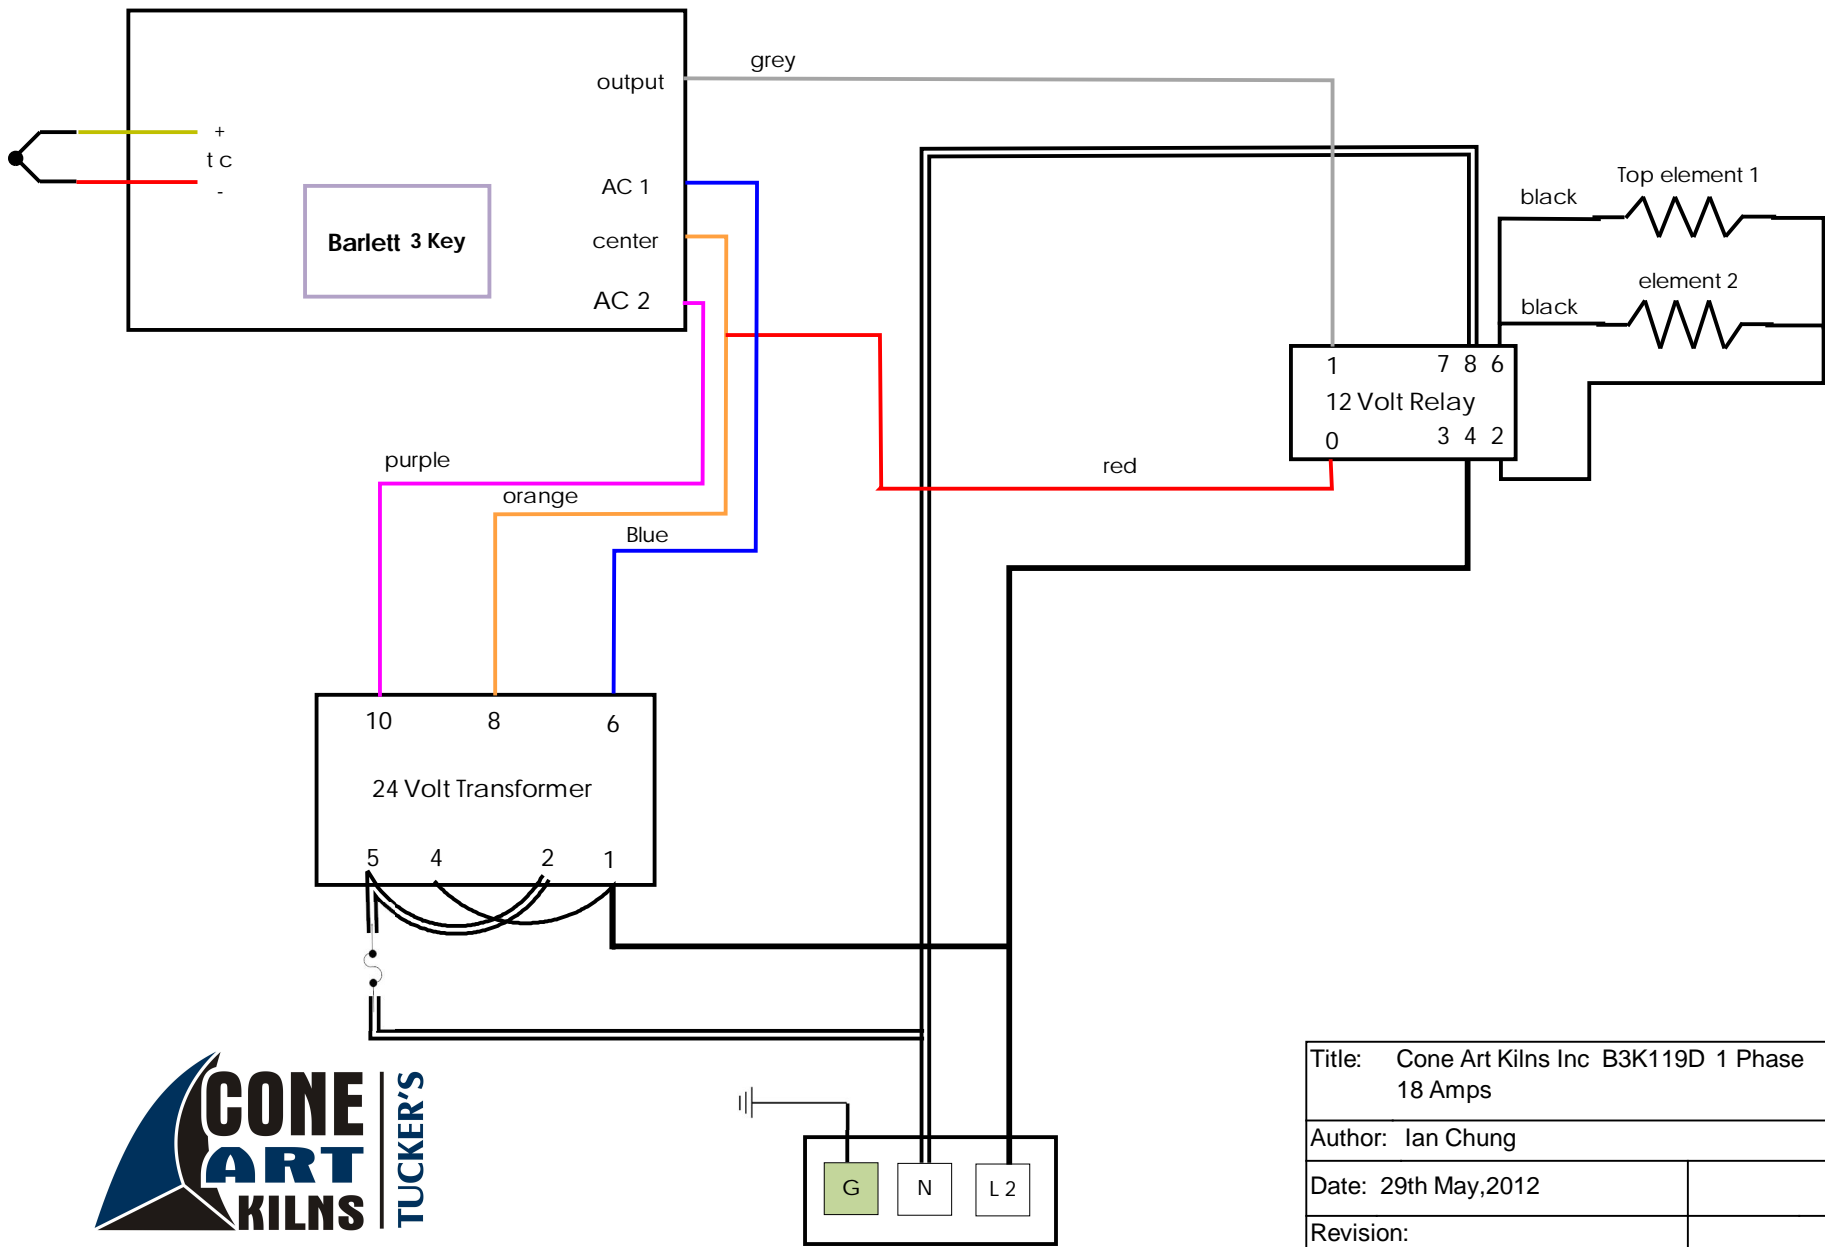 output
grey
+
t c
-
Barlett 3 Key
AC 1
center
AC 2
Top element 1
black
element 2
black
1 7 8 6
12 Volt Relay
0 3 4 2
red
purple
orange
Blue
10 8 6
24 Volt Transformer
5 4 2 1
G N L 2
CONE
ART
KILNS
TUCKER'S
Title: Cone Art Kilns Inc B3K119D 1 Phase
18 Amps
Author: Ian Chung
Date: 29th May,2012
Revision: